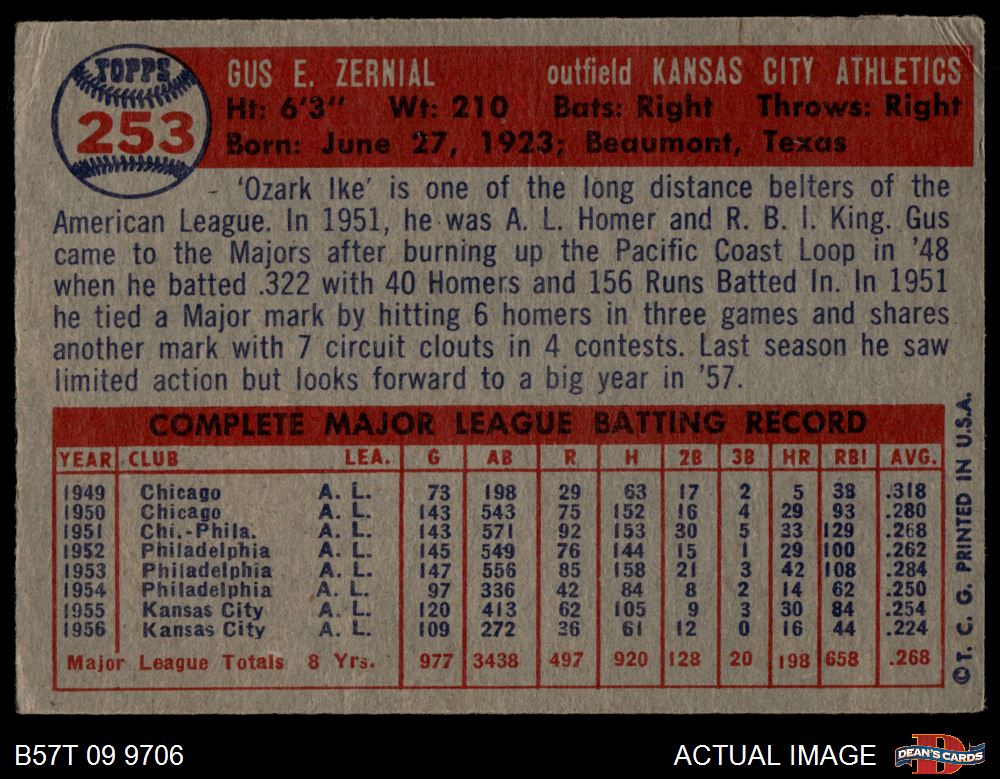 TOPPS
253
GUS E. ZERNIAL outfield KANSAS CITY ATHLETICS
Ht: 6'3" Wt: 210 Bats: Right Throws: Right
Born: June 27, 1923; Beaumont, Texas
'Ozark Ike' is one of the long distance belters of the
American League. In 1951, he was A. L. Homer and R. B. I. King. Gus
came to the Majors after burning up the Pacific Coast Loop in '48
when he batted .322 with 40 Homers and 156 Runs Batted In. In 1951
he tied a Major mark by hitting 6 homers in three games and shares
another mark with 7 circuit clouts in 4 contests. Last season he saw
limited action but looks forward to a big year in '57.
COMPLETE MAJOR LEAGUE BATTING RECORD
YEAR CLUB LEA. G AB R H 2B 3B HR RBI AVG.
1949 Chicago A. L. 73 198 29 63 17 2 5 38 .318
1950 Chicago A. L. 143 543 75 152 16 4 29 93 .280
1951 Chi.-Phila. A. L. 143 571 92 153 30 5 33 129 .268
1952 Philadelphia A. L. 145 549 76 144 15 1 29 100 .262
1953 Philadelphia A. L. 147 556 85 158 21 3 42 108 .284
1954 Philadelphia A. L. 97 336 42 84 8 2 14 62 .250
1955 Kansas City A. L. 120 413 62 105 9 3 30 84 .254
1956 Kansas City A. L. 109 272 36 61 12 0 16 44 .224
Major League Totals 8 Yrs. 977 3438 497 920 128 20 198 658 .268
©T. C. G. PRINTED IN U.S.A.
B57T 09 9706
ACTUAL IMAGE
DEAN'S CARDS